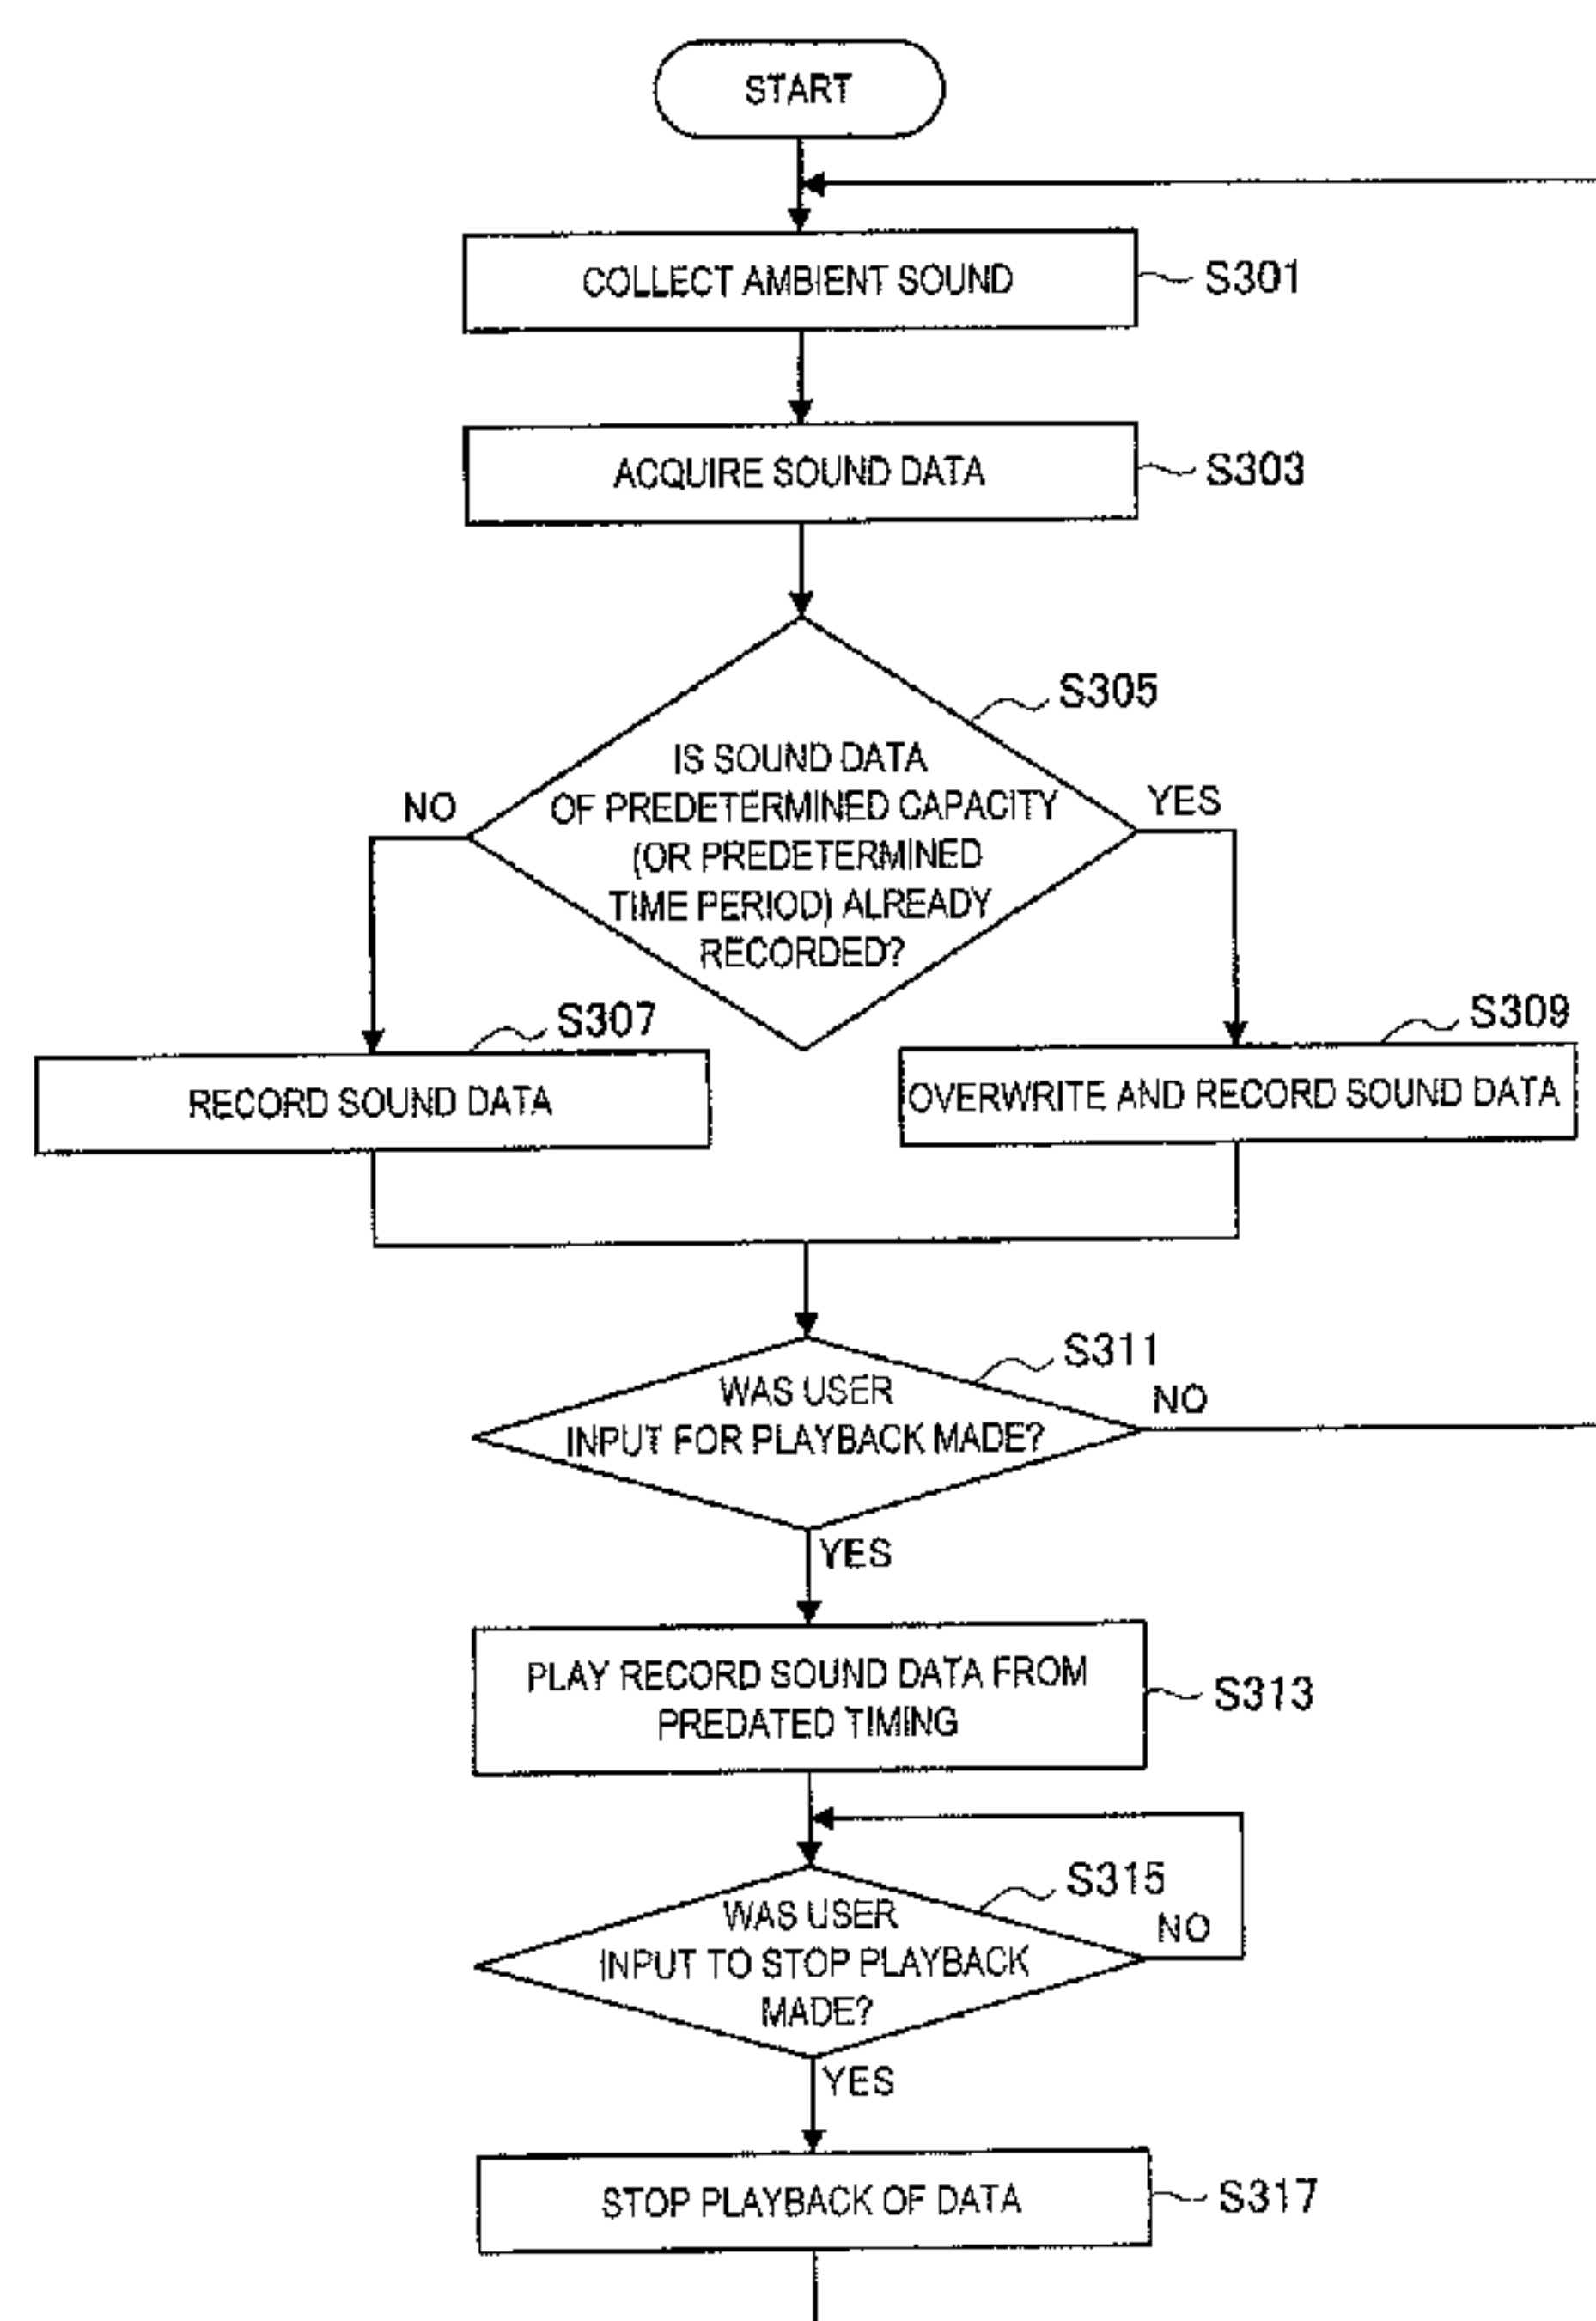 START
COLLECT AMBIENT SOUND
S301
ACQUIRE SOUND DATA
S303
S305
IS SOUND DATA
OF PREDETERMINED CAPACITY
(OR PREDETERMINED
TIME PERIOD) ALREADY
RECORDED?
NO
YES
S307
RECORD SOUND DATA
S309
OVERWRITE AND RECORD SOUND DATA
S311
WAS USER
INPUT FOR PLAYBACK MADE?
NO
YES
PLAY RECORD SOUND DATA FROM
PREDATED TIMING
S313
S315
WAS USER
INPUT TO STOP PLAYBACK
MADE?
NO
YES
STOP PLAYBACK OF DATA
S317